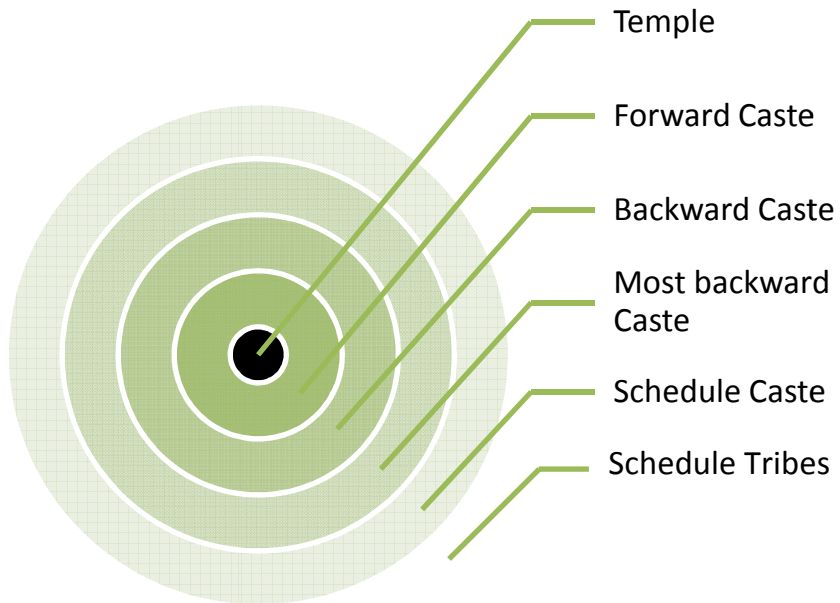 Temple
Forward Caste
Backward Caste
Most backward
Caste
Schedule Caste
Schedule Tribes